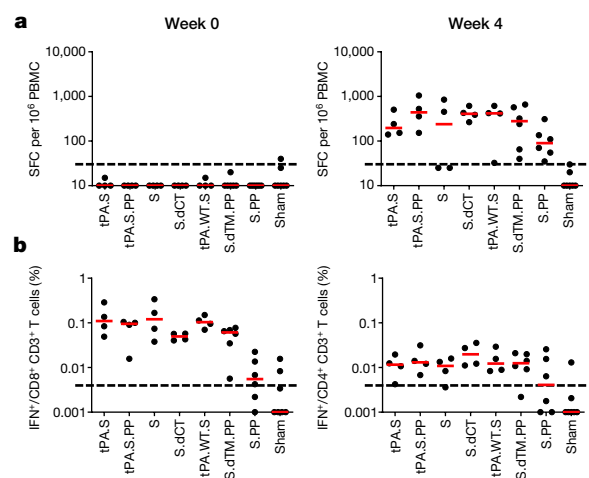 a
Week 0
Week 4
SFC per 10⁶ PBMC
10,000
1,000
100
10
tPA.S
tPA.S.PP
S
S.dCT
tPA.WT.S
S.dTM.PP
S.PP
Sham
SFC per 10⁶ PBMC
10,000
1,000
100
10
tPA.S
tPA.S.PP
S
S.dCT
tPA.WT.S
S.dTM.PP
S.PP
Sham
b
IFN⁺/CD8⁺ CD3⁺ T cells (%)
1
0.1
0.01
0.001
tPA.S
tPA.S.PP
S
S.dCT
tPA.WT.S
S.dTM.PP
S.PP
Sham
IFN⁺/CD4⁺ CD3⁺ T cells (%)
1
0.1
0.01
0.001
tPA.S
tPA.S.PP
S
S.dCT
tPA.WT.S
S.dTM.PP
S.PP
Sham